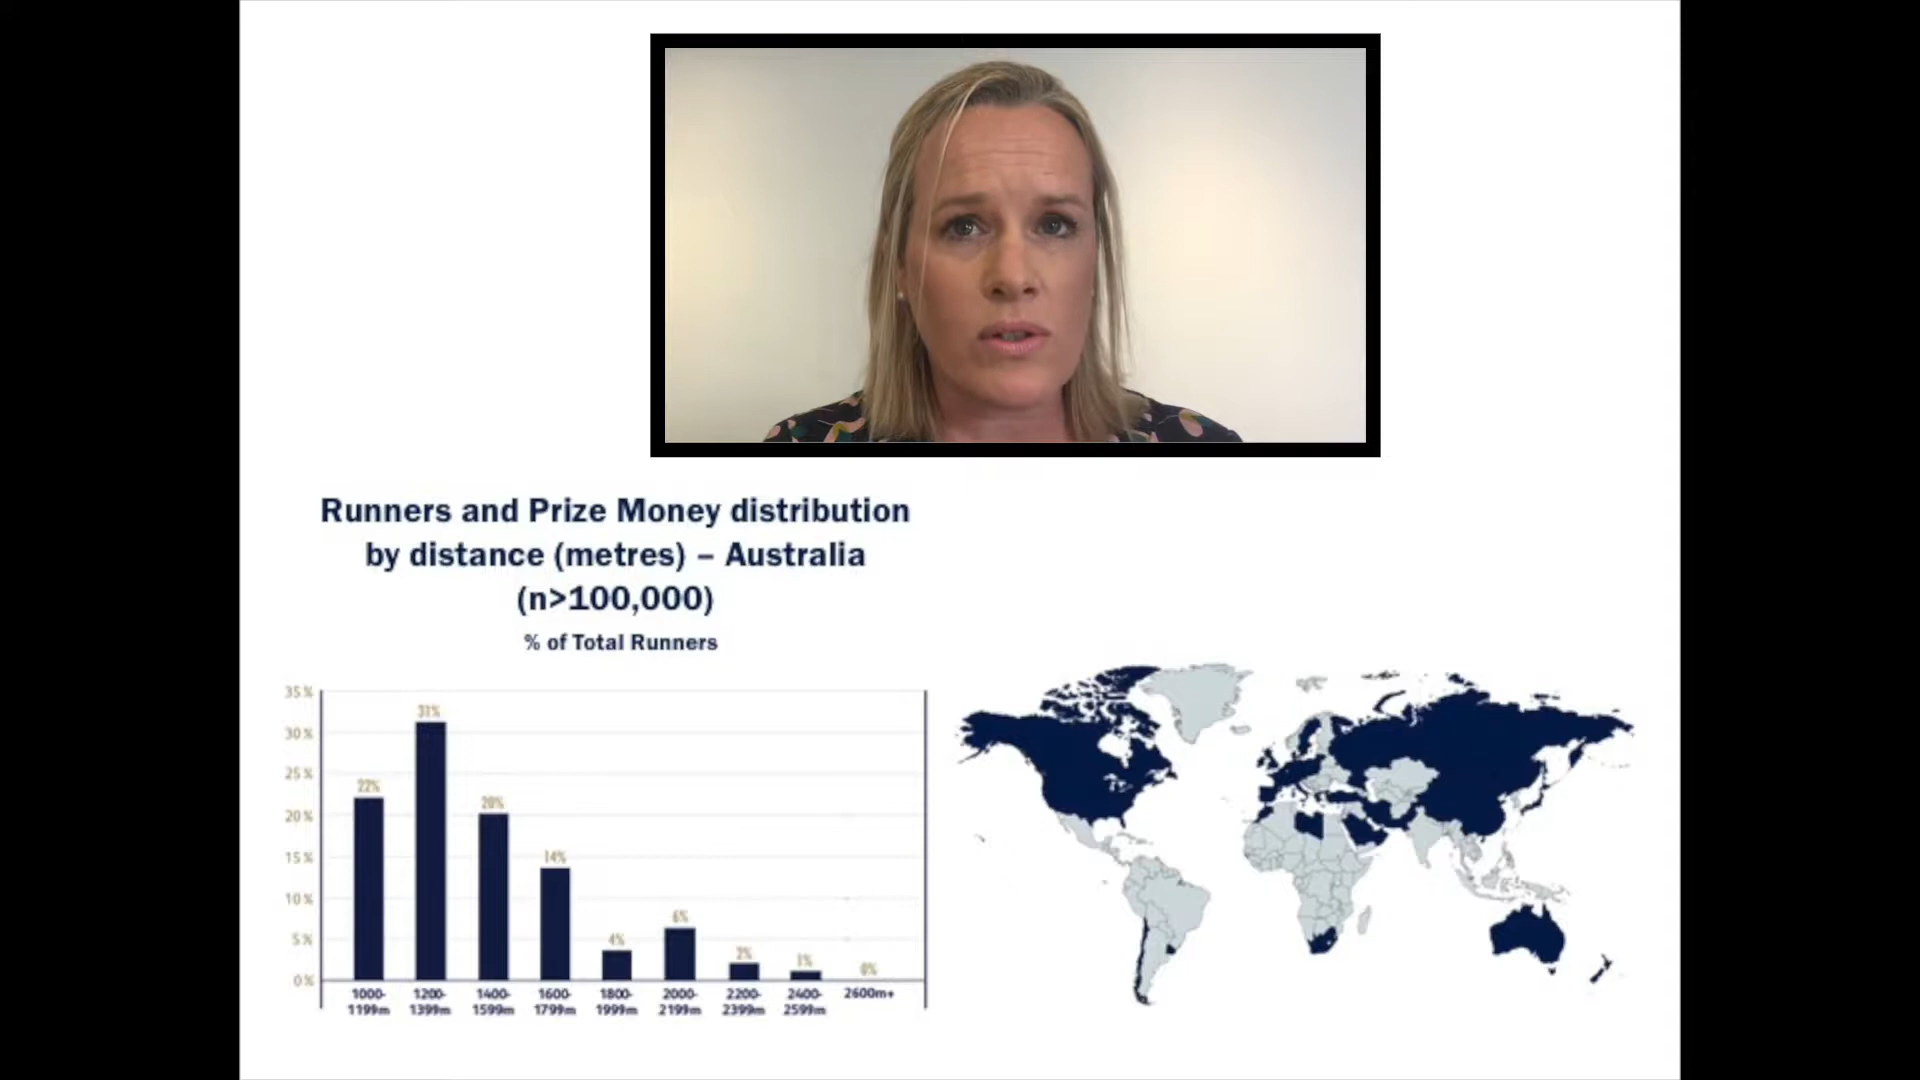 Runners and Prize Money distribution
by distance (metres) – Australia
(n>100,000)
% of Total Runners
35%
30%
25%
20%
15%
10%
5%
0%
22%
31%
20%
14%
4%
6%
2%
1%
0%
1000-
1199m
1200-
1399m
1400-
1599m
1600-
1799m
1800-
1999m
2000-
2199m
2200-
2399m
2400-
2599m
2600m+